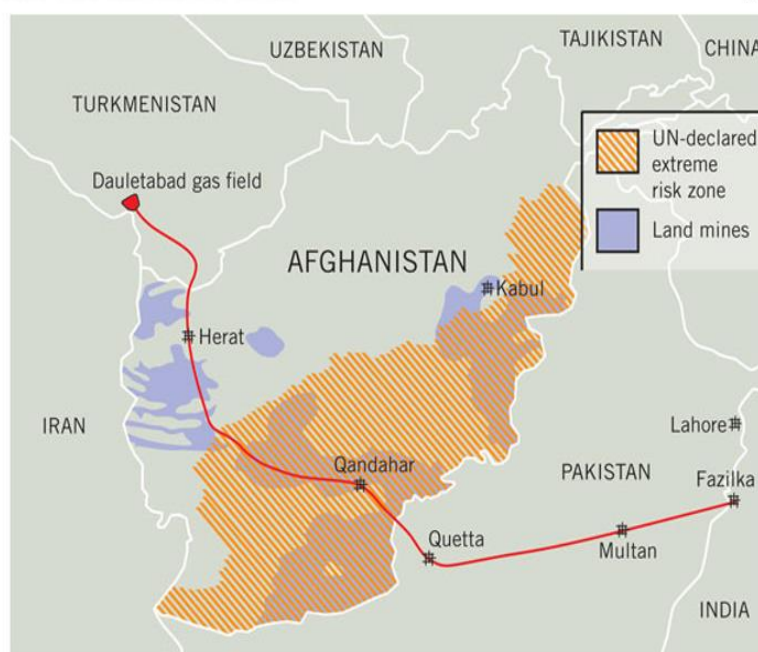 UZBEKISTAN
TAJIKISTAN
CHINA
TURKMENISTAN
UN-declared
extreme
risk zone
Dauletabad gas field
Land mines
AFGHANISTAN
Kabul
Herat
IRAN
Lahore
Qandahar
PAKISTAN
Fazilka
Quetta
Multan
INDIA